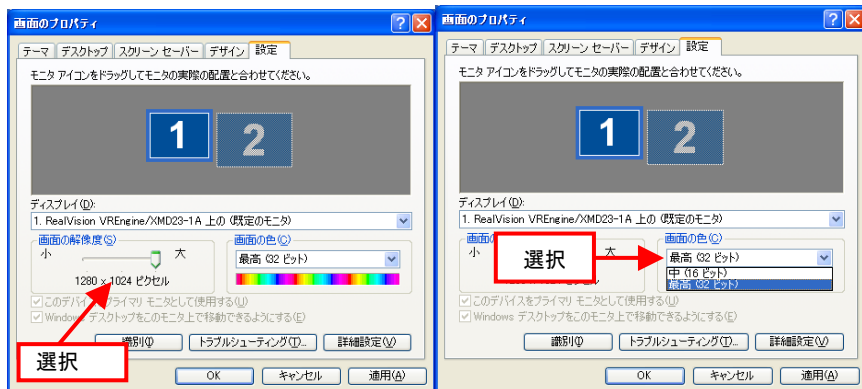 画面のプロパティ
テーマ デスクトップ スクリーン セーバー デザイン 設定
モニタ アイコンをドラッグしてモニタの実際の配置と合わせてください。
1 2
ディスプレイ(D):
1. RealVision VREngine/XMD23-1A 上の (既定のモニタ)
画面の解像度(S)
小 大
1280 x 1024 ピクセル
画面の色(C)
最高 (32 ビット)
このデバイスをプライマリ モニタとして使用する(U)
Windows デスクトップをこのモニタ上で移動できるようにする(E)
選択
識別(I) トラブルシューティング(T)... 詳細設定(V)
OK キャンセル 適用(A)
画面のプロパティ
テーマ デスクトップ スクリーン セーバー デザイン 設定
モニタ アイコンをドラッグしてモニタの実際の配置と合わせてください。
1 2
ディスプレイ(D):
1. RealVision VREngine/XMD23-1A 上の (既定のモニタ)
小 大
1280 x 1024 ピクセル
選択
画面の色(C)
最高 (32 ビット)
中 (16 ビット)
最高 (32 ビット)
このデバイスをプライマリ モニタとして使用する(U)
Windows デスクトップをこのモニタ上で移動できるようにする(E)
識別(I) トラブルシューティング(T)... 詳細設定(V)
OK キャンセル 適用(A)